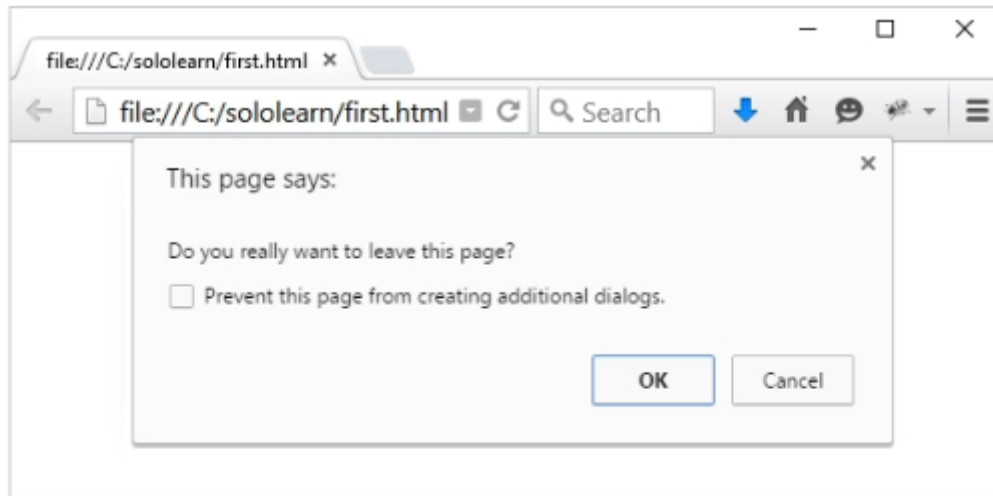 file:///C:/sololearn/first.html
file:///C:/sololearn/first.html Search
This page says:
Do you really want to leave this page?
Prevent this page from creating additional dialogs.
OK Cancel